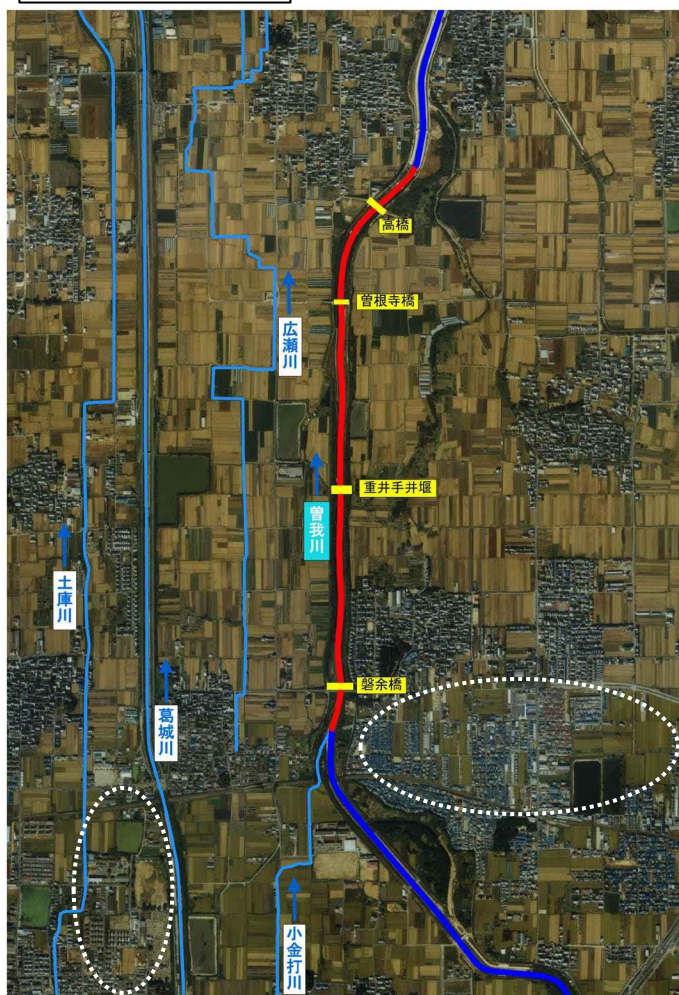 高橋
曽根寺橋
広瀬川
重井手井堰
曽我川
土庫川
磐余橋
葛城川
小金打川